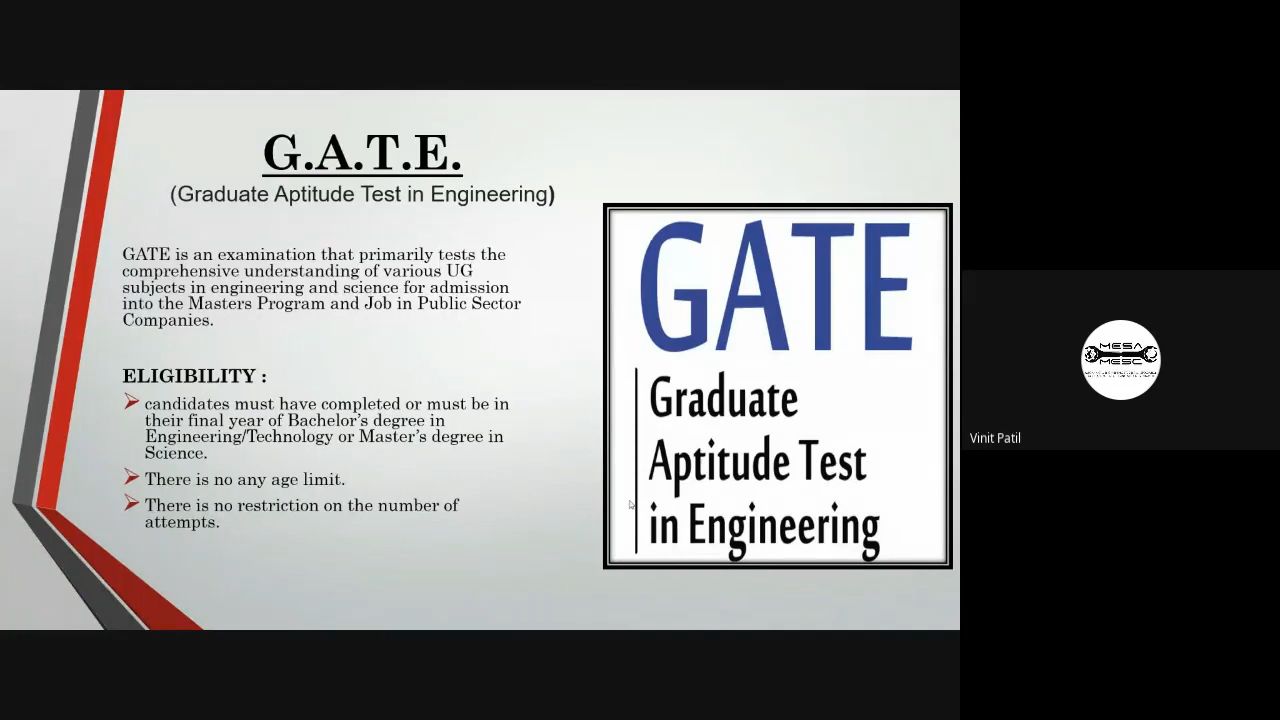 G.A.T.E.
(Graduate Aptitude Test in Engineering)
GATE is an examination that primarily tests the
comprehensive understanding of various UG
subjects in engineering and science for admission
into the Masters Program and Job in Public Sector
Companies.
ELIGIBILITY :
candidates must have completed or must be in
their final year of Bachelor's degree in
Engineering/Technology or Master's degree in
Science.
There is no any age limit.
There is no restriction on the number of
attempts.
GATE
Graduate
Aptitude Test
in Engineering
MESA
MESC
Vinit Patil